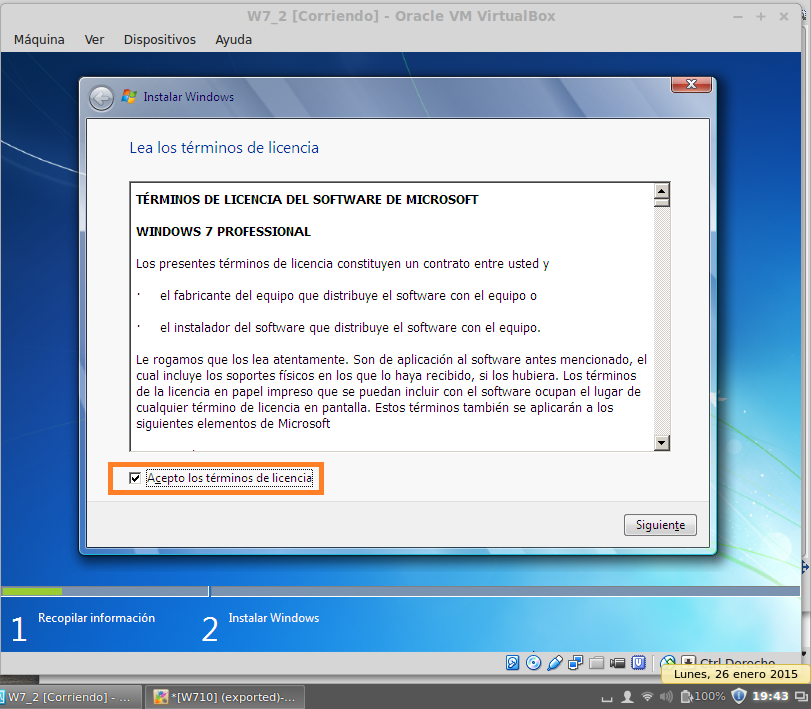 W7_2 [Corriendo] - Oracle VM VirtualBox
Máquina Ver Dispositivos Ayuda
Instalar Windows
Lea los términos de licencia
TÉRMINOS DE LICENCIA DEL SOFTWARE DE MICROSOFT
WINDOWS 7 PROFESSIONAL
Los presentes términos de licencia constituyen un contrato entre usted y
· el fabricante del equipo que distribuye el software con el equipo o
· el instalador del software que distribuye el software con el equipo.
Le rogamos que los lea atentamente. Son de aplicación al software antes mencionado, el
cual incluye los soportes físicos en los que lo haya recibido, si los hubiera. Los términos
de la licencia en papel impreso que se puedan incluir con el software ocupan el lugar de
cualquier término de licencia en pantalla. Estos términos también se aplicarán a los
siguientes elementos de Microsoft
Acepto los términos de licencia
Siguiente
1 Recopilar información
2 Instalar Windows
Ctrl Derecho
Lunes, 26 enero 2015
W7_2 [Corriendo] - ...
*[W710] (exported)-...
100%
19:43